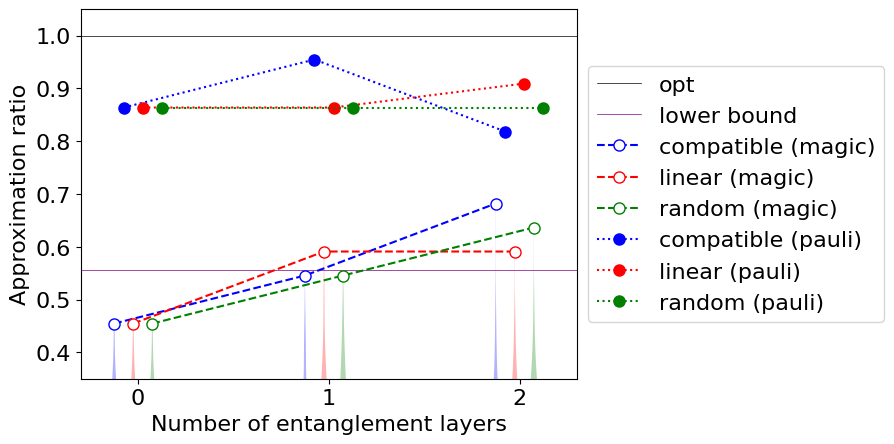 1.0
0.9
0.8
0.7
0.6
0.5
0.4
Approximation ratio
0 1 2
Number of entanglement layers
opt
lower bound
compatible (magic)
linear (magic)
random (magic)
compatible (pauli)
linear (pauli)
random (pauli)